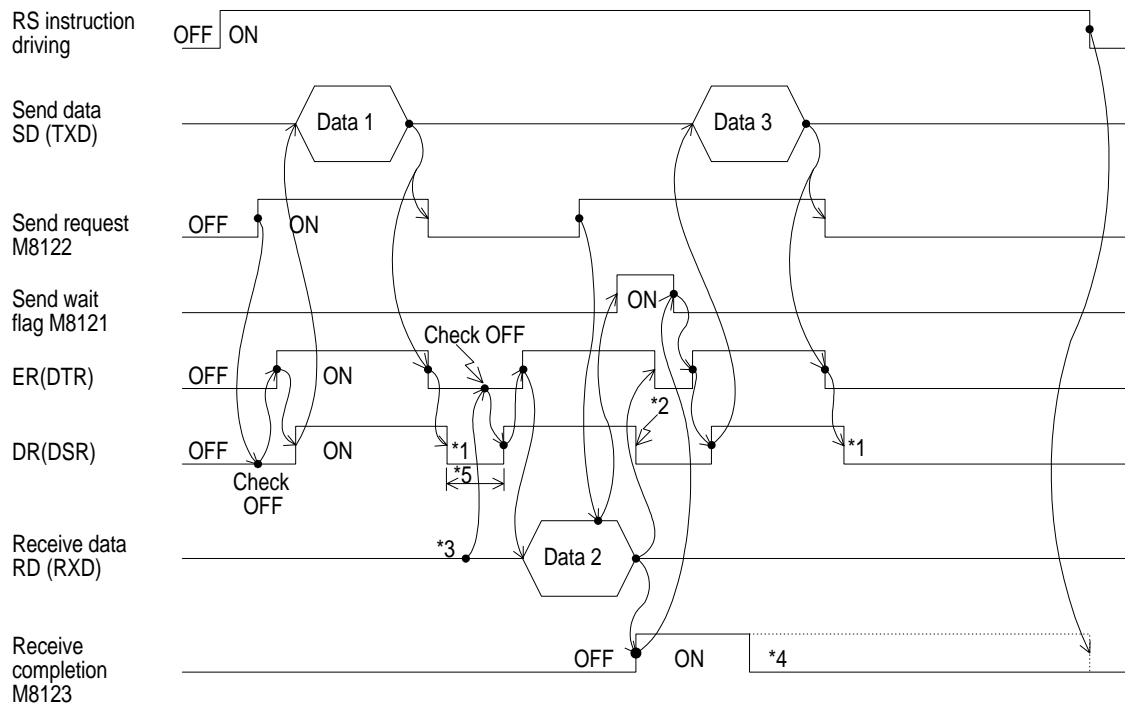 RS instruction
driving
OFF ON
Send data
SD (TXD)
Data 1
Data 3
Send request
M8122
OFF
ON
Send wait
flag M8121
ON
Check OFF
ER(DTR)
OFF
ON
*2
DR(DSR)
OFF
ON
*1
*1
*5
Check
OFF
Receive data
RD (RXD)
*3
Data 2
Receive
completion
M8123
OFF
ON
*4